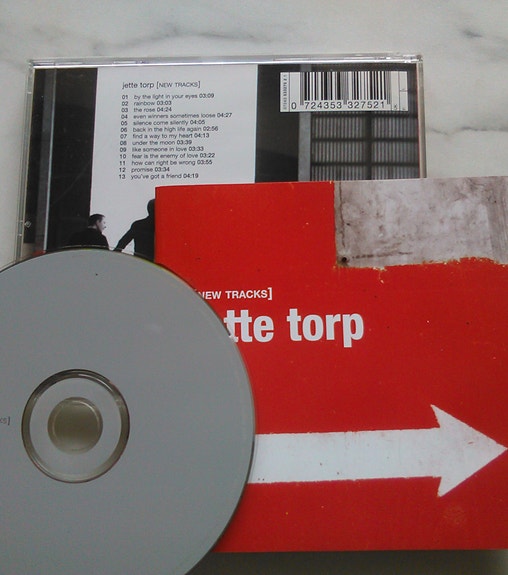 jette torp [NEW TRACKS]
01 by the light in your eyes 03:09
02 rainbow 03:03
03 the rose 04:24
04 even winners sometimes loose 04:27
05 silence come silently 04:05
06 back in the high life again 02:56
07 find a way to my heart 04:13
08 under the moon 03:39
09 like someone in love 03:33
10 fear is the enemy of love 03:22
11 how can right be wrong 03:55
12 promise 03:34
13 you've got a friend 04:19
0 724353 327521
NEW TRACKS]
tte torp